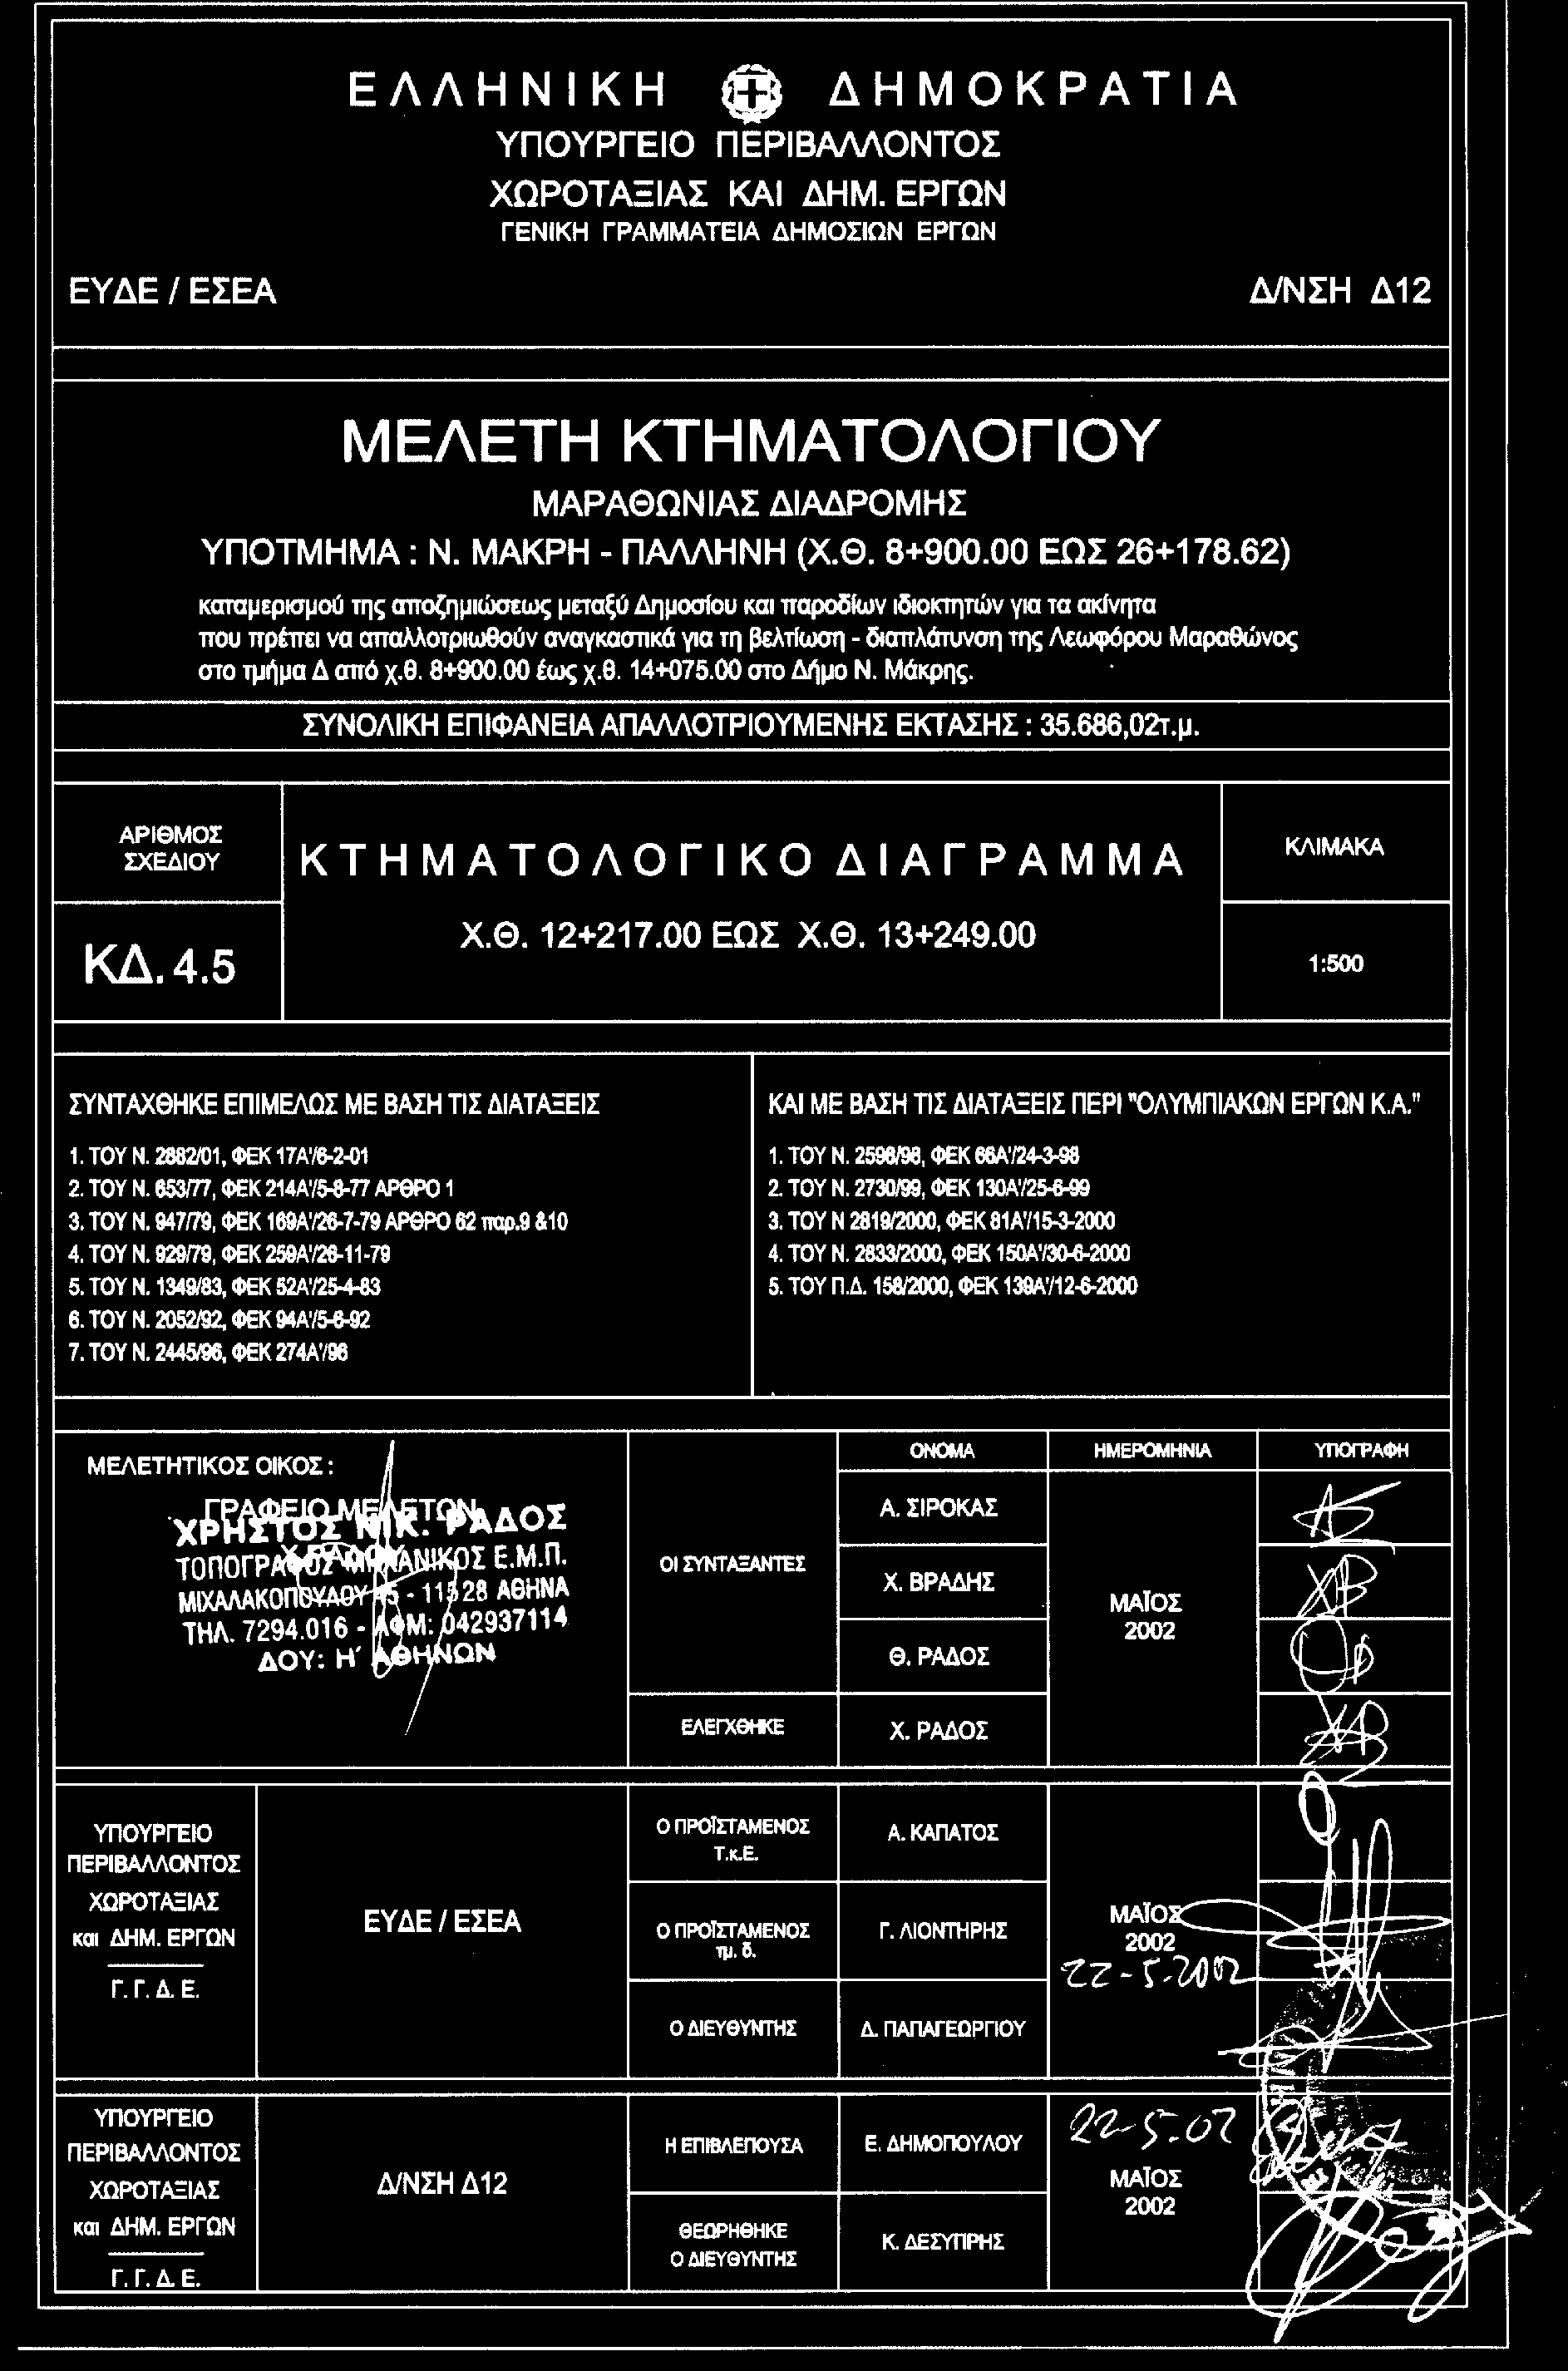 ΕΛΛΗΝΙΚΗ ΔΗΜΟΚΡΑΤΙΑ
ΥΠΟΥΡΓΕΙΟ ΠΕΡΙΒΑΛΛΟΝΤΟΣ
ΧΩΡΟΤΑΞΙΑΣ ΚΑΙ ΔΗΜ. ΕΡΓΩΝ
ΓΕΝΙΚΗ ΓΡΑΜΜΑΤΕΙΑ ΔΗΜΟΣΙΩΝ ΕΡΓΩΝ
ΕΥΔΕ / ΕΣΕΑ
Δ/ΝΣΗ Δ12
ΜΕΛΕΤΗ ΚΤΗΜΑΤΟΛΟΓΙΟΥ
ΜΑΡΑΘΩΝΙΑΣ ΔΙΑΔΡΟΜΗΣ
ΥΠΟΤΜΗΜΑ : Ν. ΜΑΚΡΗ - ΠΑΛΛΗΝΗ (Χ.Θ. 8+900.00 ΕΩΣ 26+178.62)
καταμερισμού της αποζημιώσεως μεταξύ Δημοσίου και παροδίων ιδιοκτητών για τα ακίνητα
που πρέπει να απαλλοτριωθούν αναγκαστικά για τη βελτίωση - διαπλάτυνση της Λεωφόρου Μαραθώνος
στο τμήμα Δ από χ.θ. 8+900.00 έως χ.θ. 14+075.00 στο Δήμο Ν. Μάκρης.
ΣΥΝΟΛΙΚΗ ΕΠΙΦΑΝΕΙΑ ΑΠΑΛΛΟΤΡΙΟΥΜΕΝΗΣ ΕΚΤΑΣΗΣ : 35.686,02τ.μ.
ΑΡΙΘΜΟΣ
ΣΧΕΔΙΟΥ
ΚΔ. 4.5
ΚΤΗΜΑΤΟΛΟΓΙΚΟ ΔΙΑΓΡΑΜΜΑ
Χ.Θ. 12+217.00 ΕΩΣ Χ.Θ. 13+249.00
ΚΛΙΜΑΚΑ
1:500
ΣΥΝΤΑΧΘΗΚΕ ΕΠΙΜΕΛΩΣ ΜΕ ΒΑΣΗ ΤΙΣ ΔΙΑΤΑΞΕΙΣ
1. ΤΟΥ Ν. 2882/01, ΦΕΚ 17Α'/6-2-01
2. ΤΟΥ Ν. 653/77, ΦΕΚ 214Α'/5-8-77 ΑΡΘΡΟ 1
3. ΤΟΥ Ν. 947/79, ΦΕΚ 169Α'/26-7-79 ΑΡΘΡΟ 62 παρ.9 &10
4. ΤΟΥ Ν. 929/79, ΦΕΚ 259Α'/26-11-79
5. ΤΟΥ Ν. 1349/83, ΦΕΚ 52Α'/25-4-83
6. ΤΟΥ Ν. 2052/92, ΦΕΚ 94Α'/5-6-92
7. ΤΟΥ Ν. 2445/96, ΦΕΚ 274Α'/96
ΚΑΙ ΜΕ ΒΑΣΗ ΤΙΣ ΔΙΑΤΑΞΕΙΣ ΠΕΡΙ "ΟΛΥΜΠΙΑΚΩΝ ΕΡΓΩΝ Κ.Α."
1. ΤΟΥ Ν. 2598/98, ΦΕΚ 66Α'/24-3-98
2. ΤΟΥ Ν. 2730/99, ΦΕΚ 130Α'/25-6-99
3. ΤΟΥ Ν 2819/2000, ΦΕΚ 81Α'/15-3-2000
4. ΤΟΥ Ν. 2833/2000, ΦΕΚ 150Α'/30-6-2000
5. ΤΟΥ Π.Δ. 158/2000, ΦΕΚ 139Α'/12-6-2000
ΜΕΛΕΤΗΤΙΚΟΣ ΟΙΚΟΣ :
ΓΡΑΦΕΙΟ ΜΕΛΕΤΩΝ
ΧΡΗΣΤΟΣ ΝΙΚ. ΡΑΔΟΣ
ΤΟΠΟΓΡΑΦΟΣ ΜΗΧΑΝΙΚΟΣ Ε.Μ.Π.
ΜΙΧΑΛΑΚΟΠΟΥΛΟΥ - 11528 ΑΘΗΝΑ
ΤΗΛ. 7294.016 - ΑΦΜ: 042937114
ΔΟΥ: Η΄ ΑΘΗΝΩΝ
ΟΝΟΜΑ ΗΜΕΡΟΜΗΝΙΑ ΥΠΟΓΡΑΦΗ
ΟΙ ΣΥΝΤΑΞΑΝΤΕΣ
Α. ΣΙΡΟΚΑΣ
Χ. ΒΡΑΔΗΣ
Θ. ΡΑΔΟΣ
ΜΑΪΟΣ
2002
ΕΛΕΓΧΘΗΚΕ
Χ. ΡΑΔΟΣ
ΥΠΟΥΡΓΕΙΟ
ΠΕΡΙΒΑΛΛΟΝΤΟΣ
ΧΩΡΟΤΑΞΙΑΣ
και ΔΗΜ. ΕΡΓΩΝ
Γ. Γ. Δ. Ε.
ΕΥΔΕ / ΕΣΕΑ
Ο ΠΡΟΪΣΤΑΜΕΝΟΣ
Τ.κ.Ε.
Α. ΚΑΠΑΤΟΣ
Ο ΠΡΟΪΣΤΑΜΕΝΟΣ
τμ. δ.
Γ. ΛΙΟΝΤΗΡΗΣ
Ο ΔΙΕΥΘΥΝΤΗΣ
Δ. ΠΑΠΑΓΕΩΡΓΙΟΥ
ΜΑΪΟΣ
2002
22-5-2002
ΥΠΟΥΡΓΕΙΟ
ΠΕΡΙΒΑΛΛΟΝΤΟΣ
ΧΩΡΟΤΑΞΙΑΣ
και ΔΗΜ. ΕΡΓΩΝ
Γ. Γ. Δ. Ε.
Δ/ΝΣΗ Δ12
Η ΕΠΙΒΛΕΠΟΥΣΑ
Ε. ΔΗΜΟΠΟΥΛΟΥ
ΘΕΩΡΗΘΗΚΕ
Ο ΔΙΕΥΘΥΝΤΗΣ
Κ. ΔΕΣΥΠΡΗΣ
22-5-02
ΜΑΪΟΣ
2002